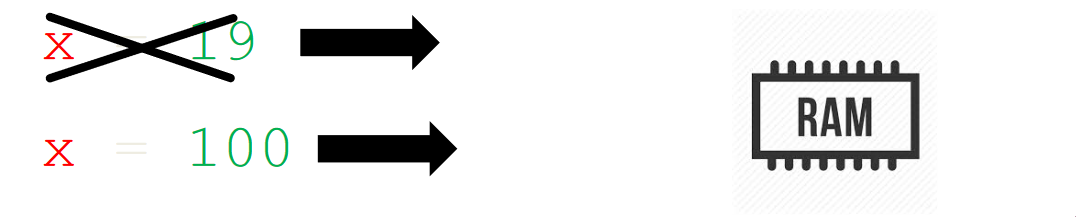 x = 19
x = 100
RAM